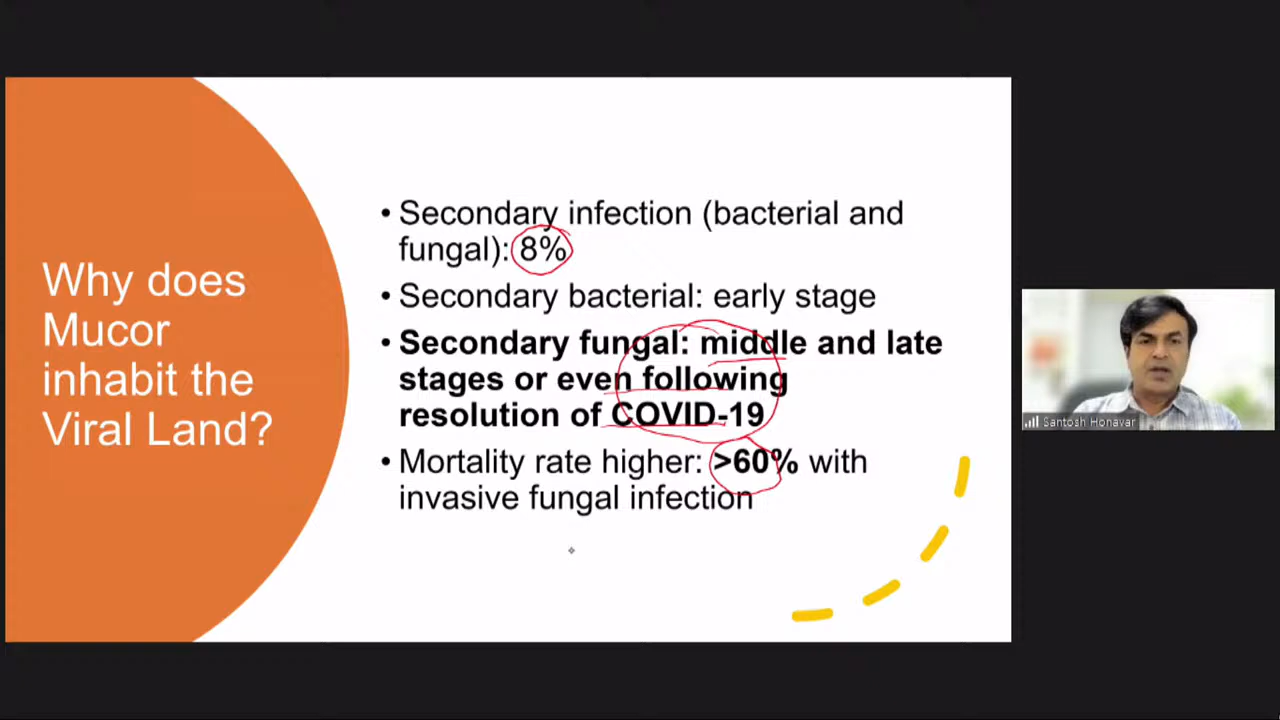 Why does
Mucor
inhabit the
Viral Land?
• Secondary infection (bacterial and
fungal): 8%
• Secondary bacterial: early stage
• Secondary fungal: middle and late
stages or even following
resolution of COVID-19
• Mortality rate higher: >60% with
invasive fungal infection
Santosh Honavar